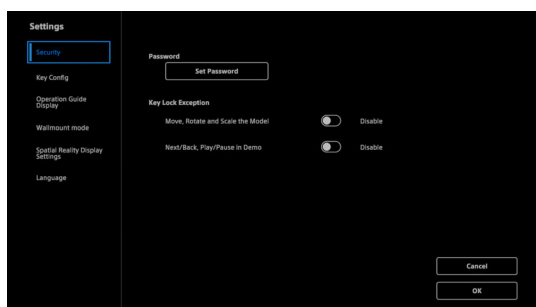 Settings
Security
Key Config
Operation Guide
Display
Wallmount mode
Spatial Reality Display
Settings
Language
Password
Set Password
Key Lock Exception
Move, Rotate and Scale the Model
Disable
Next/Back, Play/Pause in Demo
Disable
Cancel
OK